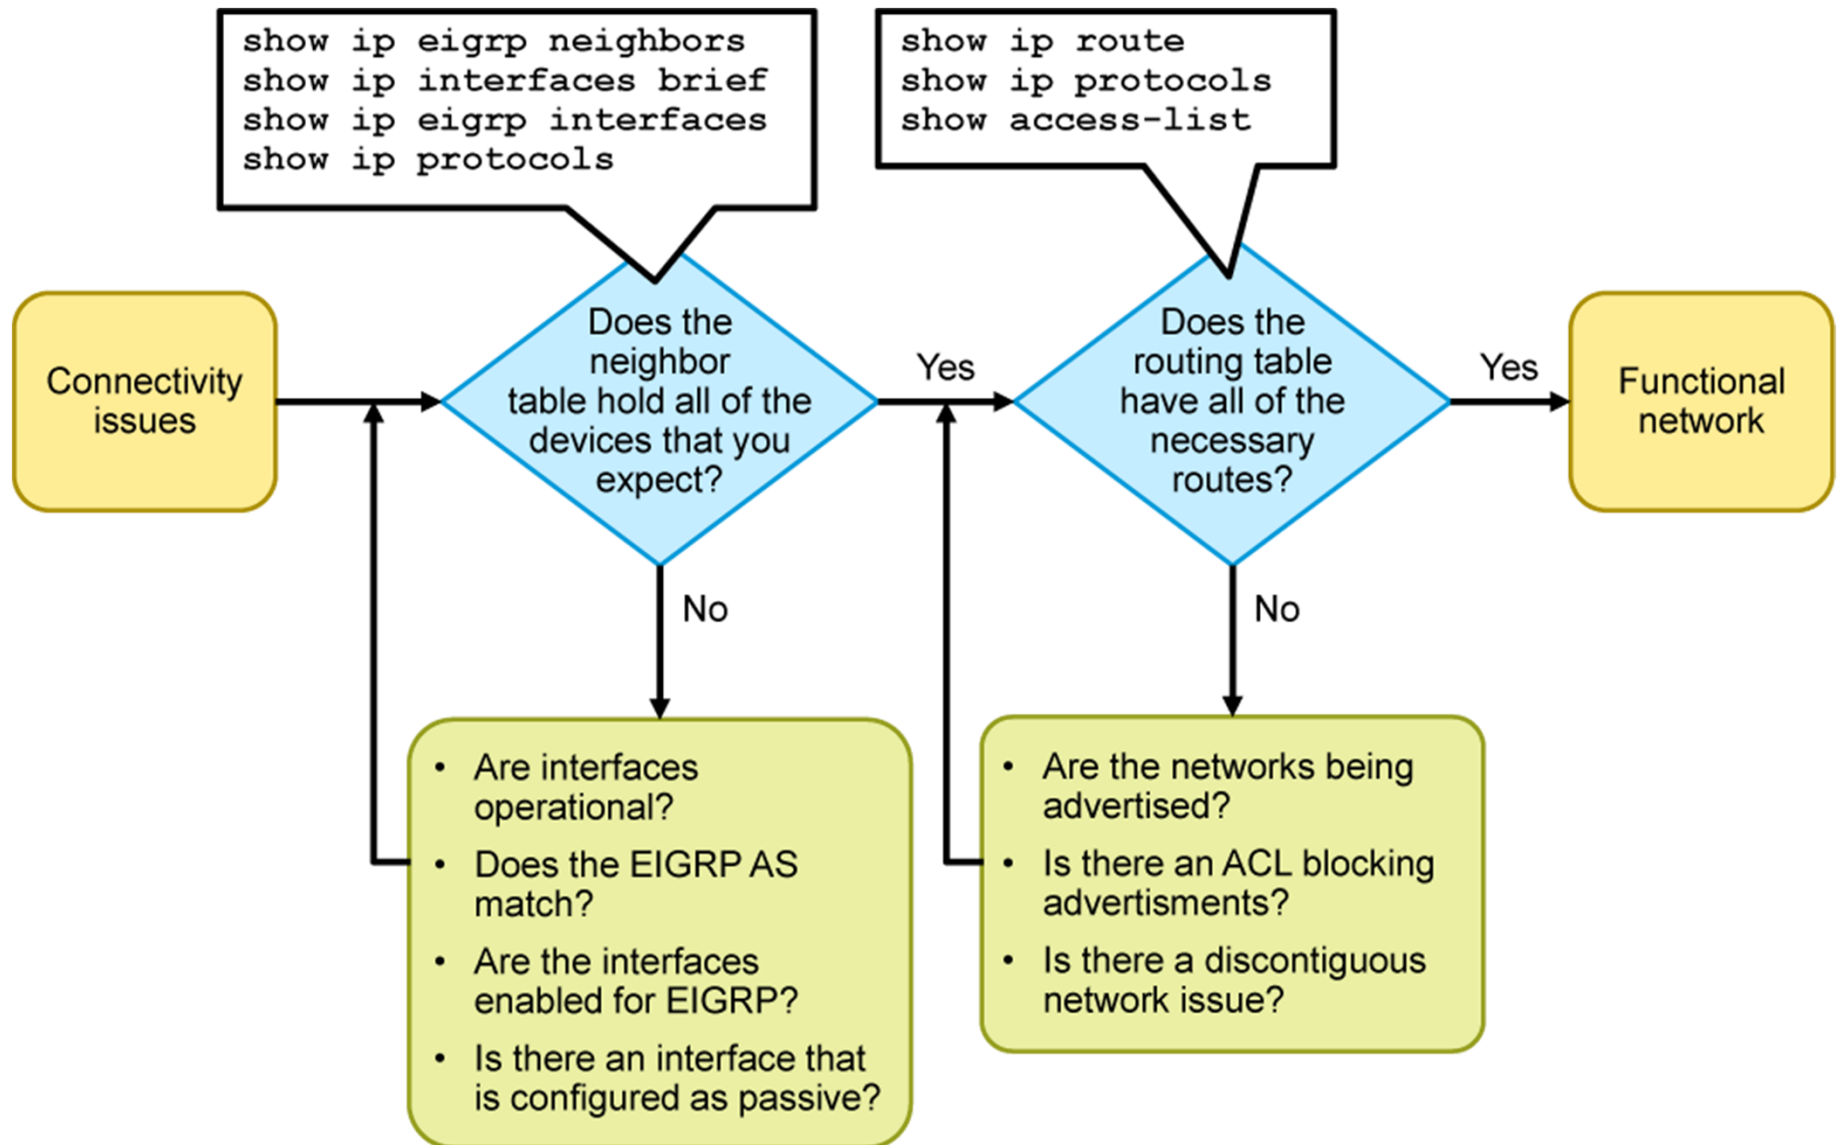 show ip eigrp neighbors
show ip interfaces brief
show ip eigrp interfaces
show ip protocols
show ip route
show ip protocols
show access-list
Connectivity
issues
Does the
neighbor
table hold all of the
devices that you
expect?
Yes
Does the
routing table
have all of the
necessary
routes?
Yes
Functional
network
No
No
• Are interfaces
operational?
• Does the EIGRP AS
match?
• Are the interfaces
enabled for EIGRP?
• Is there an interface that
is configured as passive?
• Are the networks being
advertised?
• Is there an ACL blocking
advertisments?
• Is there a discontiguous
network issue?